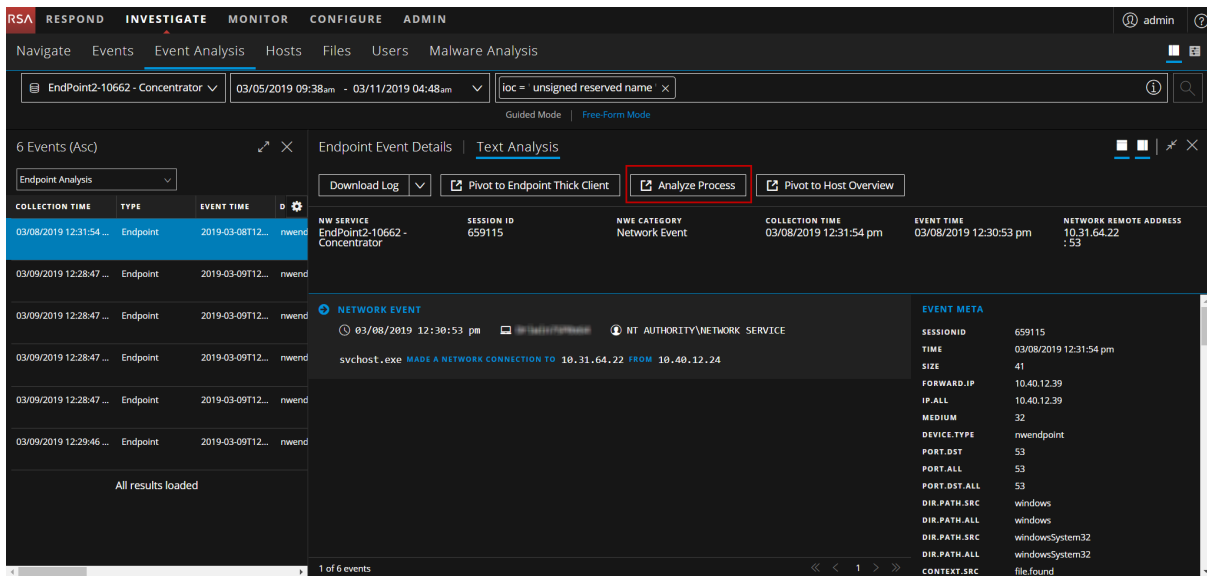 RSA RESPOND INVESTIGATE MONITOR CONFIGURE ADMIN admin
Navigate Events Event Analysis Hosts Files Users Malware Analysis
EndPoint2-10662 - Concentrator 03/05/2019 09:38am - 03/11/2019 04:48am ioc = ' unsigned reserved name '
Guided Mode | Free-Form Mode
6 Events (Asc)
Endpoint Analysis
COLLECTION TIME TYPE EVENT TIME D
03/08/2019 12:31:54 ... Endpoint 2019-03-08T12... nwend
03/09/2019 12:28:47 ... Endpoint 2019-03-09T12... nwend
03/09/2019 12:28:47 ... Endpoint 2019-03-09T12... nwend
03/09/2019 12:28:47 ... Endpoint 2019-03-09T12... nwend
03/09/2019 12:28:47 ... Endpoint 2019-03-09T12... nwend
03/09/2019 12:29:46 ... Endpoint 2019-03-09T12... nwend
All results loaded
Endpoint Event Details | Text Analysis
Download Log Pivot to Endpoint Thick Client Analyze Process Pivot to Host Overview
NW SERVICE SESSION ID NWE CATEGORY COLLECTION TIME EVENT TIME NETWORK REMOTE ADDRESS
EndPoint2-10662 - 659115 Network Event 03/08/2019 12:31:54 pm 03/08/2019 12:30:53 pm 10.31.64.22
Concentrator : 53
NETWORK EVENT
03/08/2019 12:30:53 pm NT AUTHORITY\NETWORK SERVICE
svchost.exe MADE A NETWORK CONNECTION TO 10.31.64.22 FROM 10.40.12.24
1 of 6 events 1
EVENT META
SESSIONID 659115
TIME 03/08/2019 12:31:54 pm
SIZE 41
FORWARD.IP 10.40.12.39
IP.ALL 10.40.12.39
MEDIUM 32
DEVICE.TYPE nwendpoint
PORT.DST 53
PORT.ALL 53
PORT.DST.ALL 53
DIR.PATH.SRC windows
DIR.PATH.ALL windows
DIR.PATH.SRC windowsSystem32
DIR.PATH.ALL windowsSystem32
CONTEXT.SRC file.found